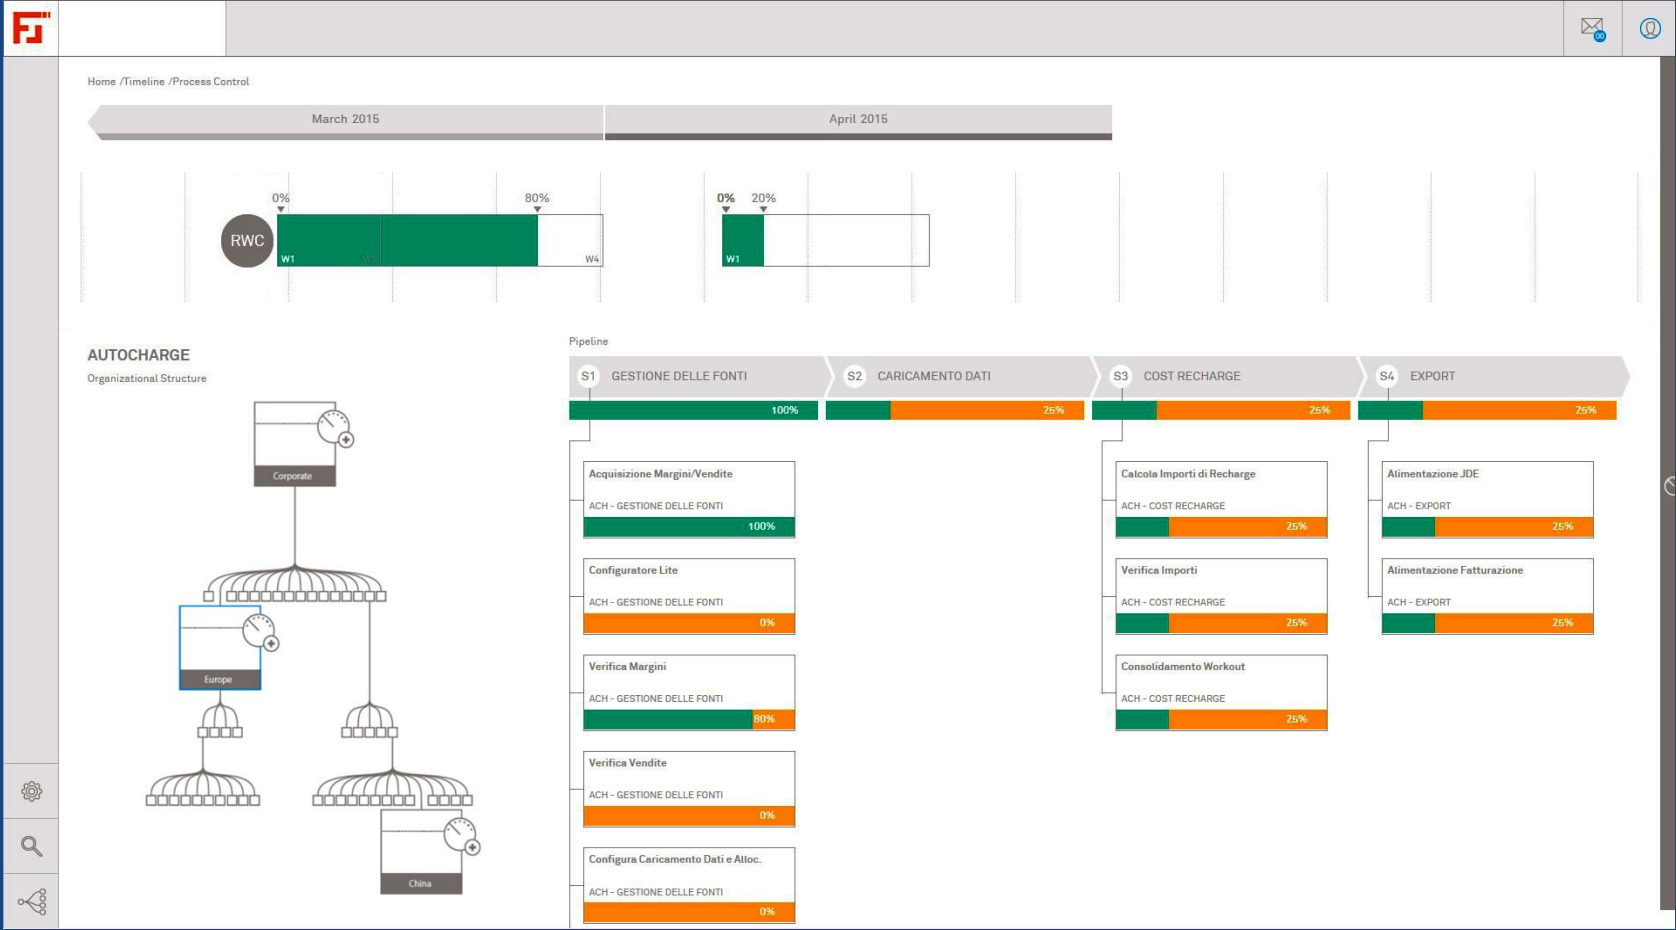 00
Home /Timeline /Process Control
March 2015
April 2015
0%
80%
0%
20%
RWC
W1
W4
W1
AUTOCHARGE
Organizational Structure
Corporate
Europe
China
Pipeline
S1 GESTIONE DELLE FONTI
S2 CARICAMENTO DATI
S3 COST RECHARGE
S4 EXPORT
100%
25%
25%
25%
Acquisizione Margini/Vendite
ACH - GESTIONE DELLE FONTI
100%
Configuratore Lite
ACH - GESTIONE DELLE FONTI
0%
Verifica Margini
ACH - GESTIONE DELLE FONTI
80%
Verifica Vendite
ACH - GESTIONE DELLE FONTI
0%
Configura Caricamento Dati e Alloc.
ACH - GESTIONE DELLE FONTI
0%
Calcola Importi di Recharge
ACH - COST RECHARGE
25%
Verifica Importi
ACH - COST RECHARGE
25%
Consolidamento Workout
ACH - COST RECHARGE
25%
Alimentazione JDE
ACH - EXPORT
25%
Alimentazione Fatturazione
ACH - EXPORT
25%